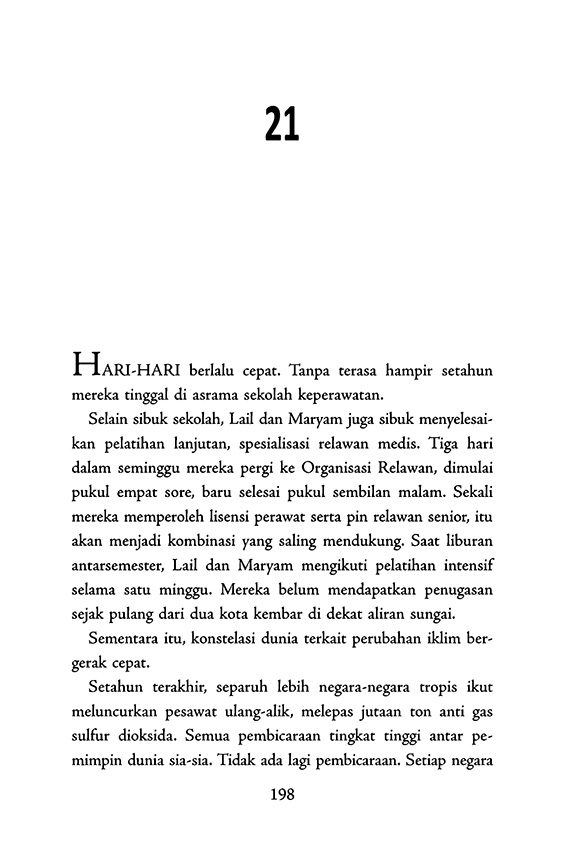 21
HARI-HARI berlalu cepat. Tanpa terasa hampir setahun
mereka tinggal di asrama sekolah keperawatan.
Selain sibuk sekolah, Lail dan Maryam juga sibuk menyelesai-
kan pelatihan lanjutan, spesialisasi relawan medis. Tiga hari
dalam seminggu mereka pergi ke Organisasi Relawan, dimulai
pukul empat sore, baru selesai pukul sembilan malam. Sekali
mereka memperoleh lisensi perawat serta pin relawan senior, itu
akan menjadi kombinasi yang saling mendukung. Saat liburan
antarsemester, Lail dan Maryam mengikuti pelatihan intensif
selama satu minggu. Mereka belum mendapatkan penugasan
sejak pulang dari dua kota kembar di dekat aliran sungai.
Sementara itu, konstelasi dunia terkait perubahan iklim ber-
gerak cepat.
Setahun terakhir, separuh lebih negara-negara tropis ikut
meluncurkan pesawat ulang-alik, melepas jutaan ton anti gas
sulfur dioksida. Semua pembicaraan tingkat tinggi antar pe-
mimpin dunia sia-sia. Tidak ada lagi pembicaraan. Setiap negara
198